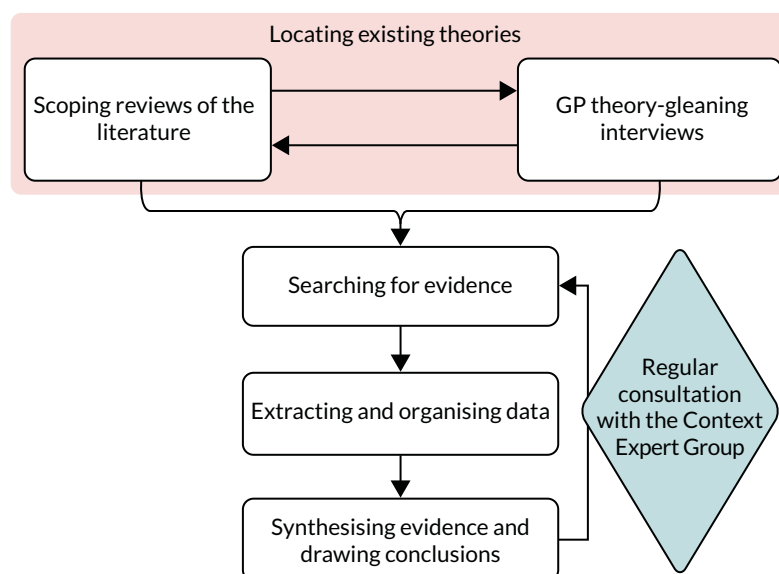 Locating existing theories
Scoping reviews of the
literature
GP theory-gleaning
interviews
Searching for evidence
Extracting and organising data
Synthesising evidence and
drawing conclusions
Regular
consultation
with the Context
Expert Group